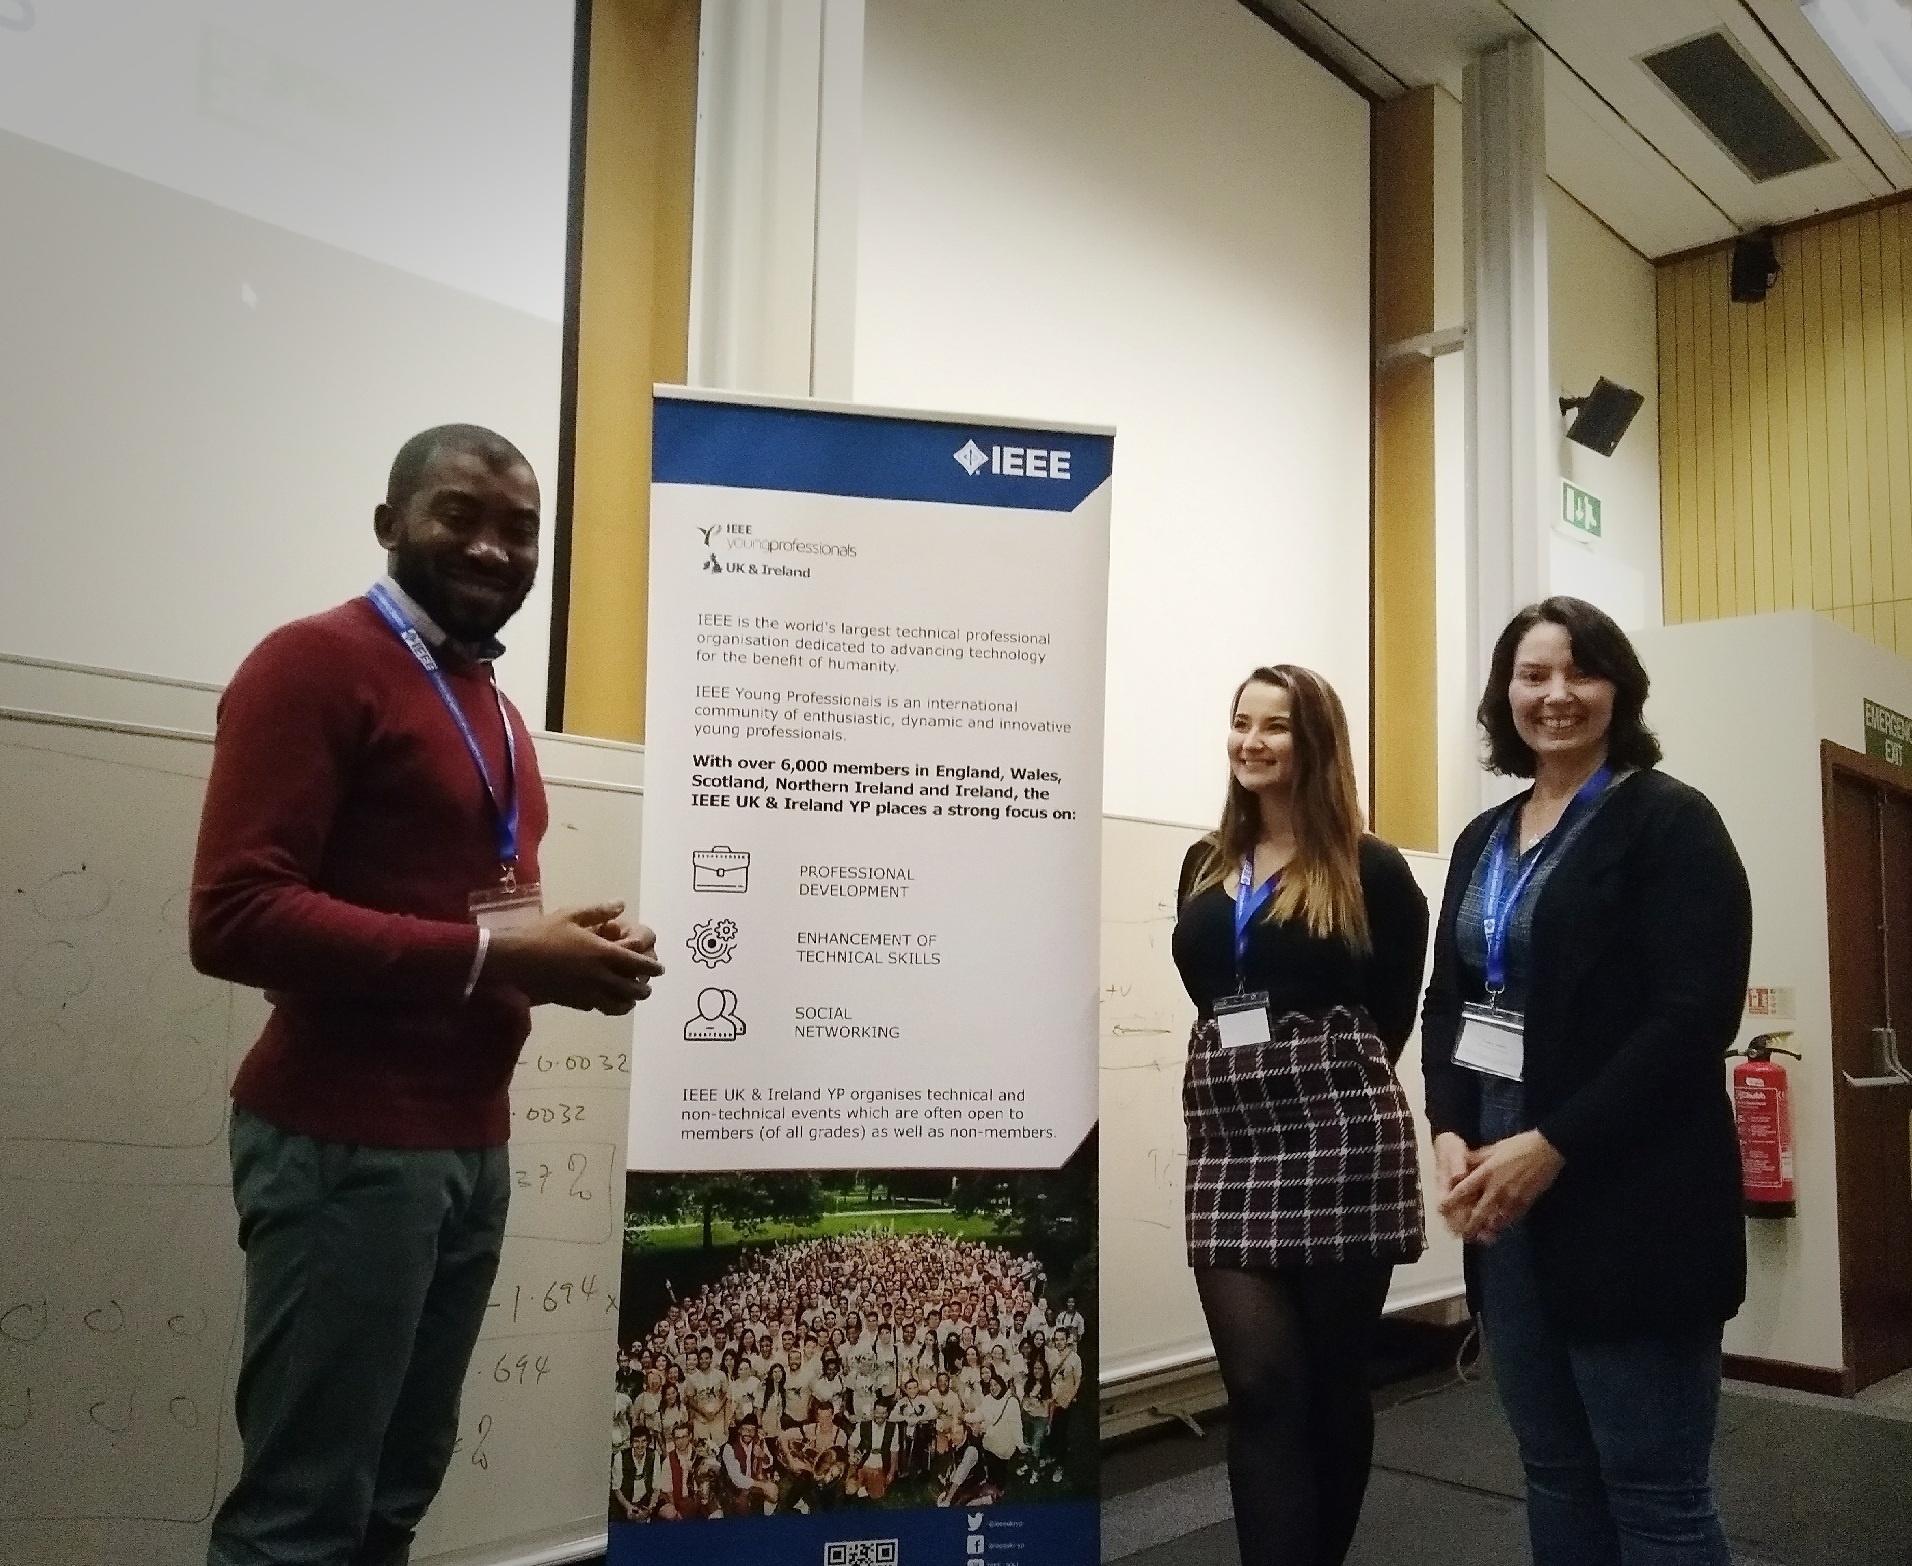 IEEE
IEEE
youngprofessionals
UK & Ireland
IEEE is the world's largest technical professional
organisation dedicated to advancing technology
for the benefit of humanity.
IEEE Young Professionals is an international
community of enthusiastic, dynamic and innovative
young professionals.
With over 6,000 members in England, Wales,
Scotland, Northern Ireland and Ireland, the
IEEE UK & Ireland YP places a strong focus on:
PROFESSIONAL
DEVELOPMENT
ENHANCEMENT OF
TECHNICAL SKILLS
SOCIAL
NETWORKING
IEEE UK & Ireland YP organises technical and
non-technical events which are often open to
members (of all grades) as well as non-members.
IEEE
EXIT
0.0032
.0032
-1.694 x
.694